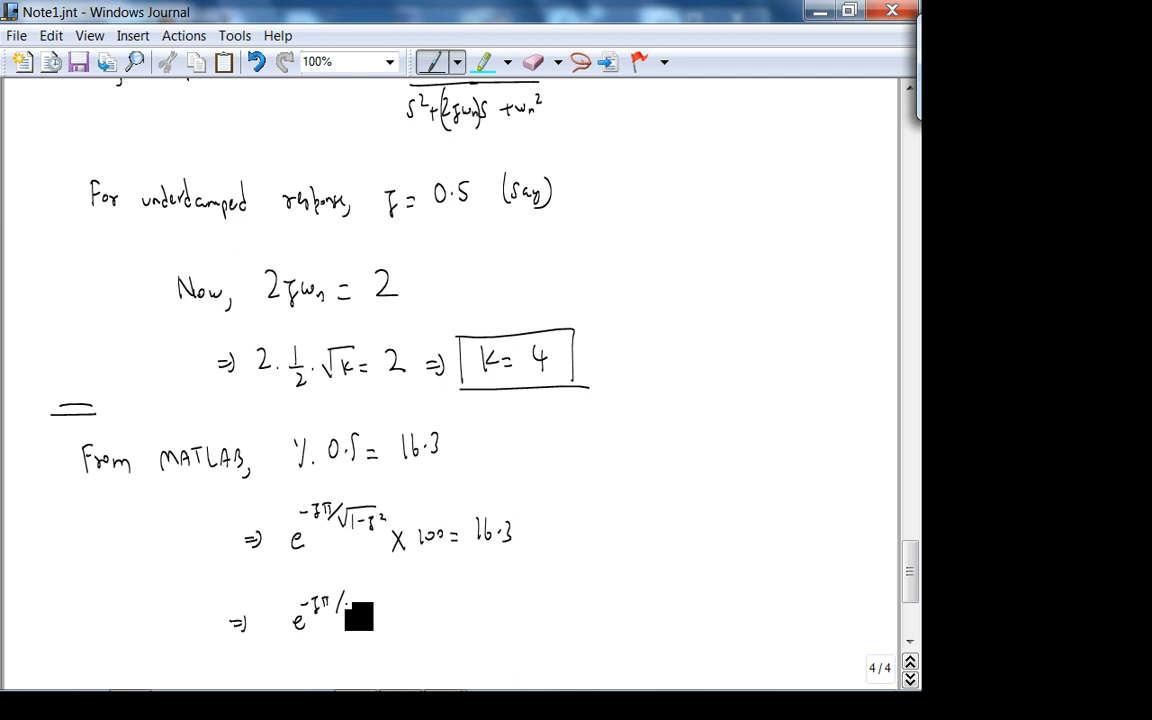 Note1.jnt - Windows Journal
File Edit View Insert Actions Tools Help
100%
s²+(2ζωn)s +ωn²
For underdamped response, ζ = 0.5 (say)
Now, 2ζωn = 2
⇒ 2.1/2.√K = 2 ⇒ K = 4
From MATLAB, %. 0.S = 16.3
⇒ e^-ζπ/√1-ζ² X 100 = 16.3
⇒ e^-ζπ/
4 / 4